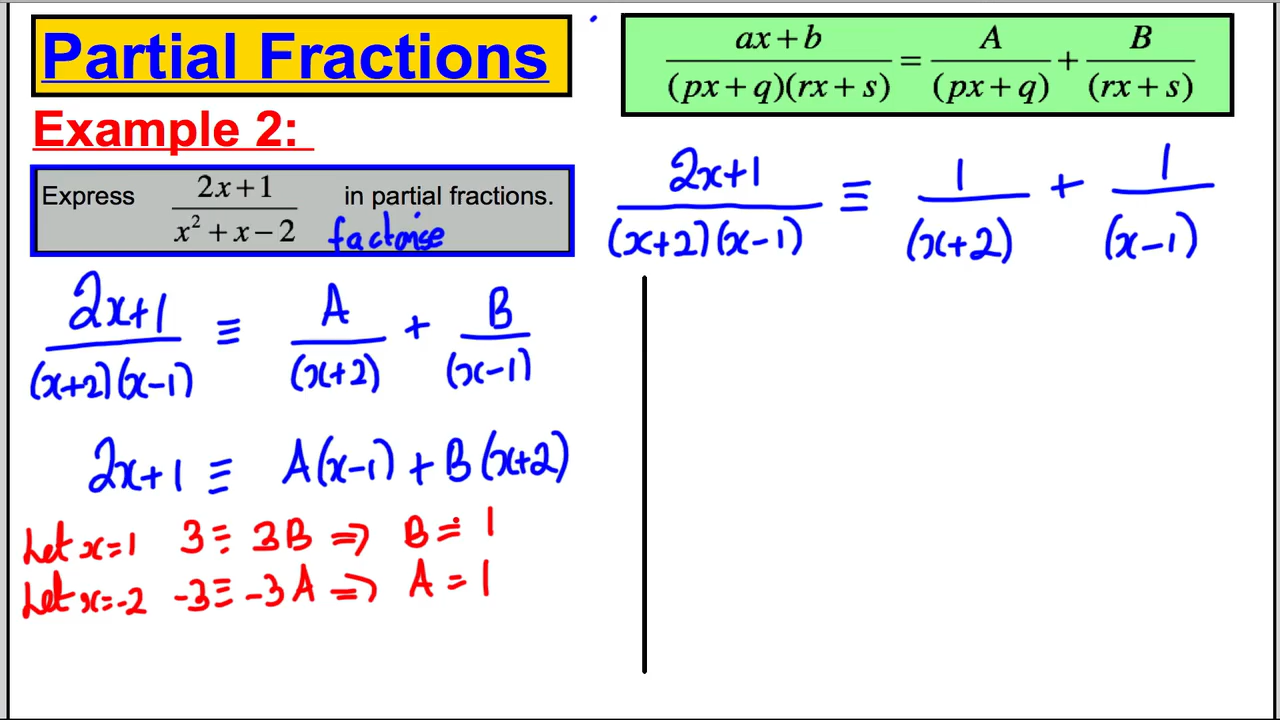 Partial Fractions
Example 2:
Express (2x+1)/(x² + x − 2) in partial fractions.
factorise
(2x+1)/((x+2)(x−1)) ≡ A/(x+2) + B/(x−1)
2x+1 ≡ A(x−1) + B(x+2)
Let x=1 3 ≡ 3B ⇒ B = 1
Let x=-2 -3 ≡ -3A ⇒ A = 1
(ax+b)/((px+q)(rx+s)) = A/(px+q) + B/(rx+s)
(2x+1)/((x+2)(x−1)) ≡ 1/(x+2) + 1/(x−1)